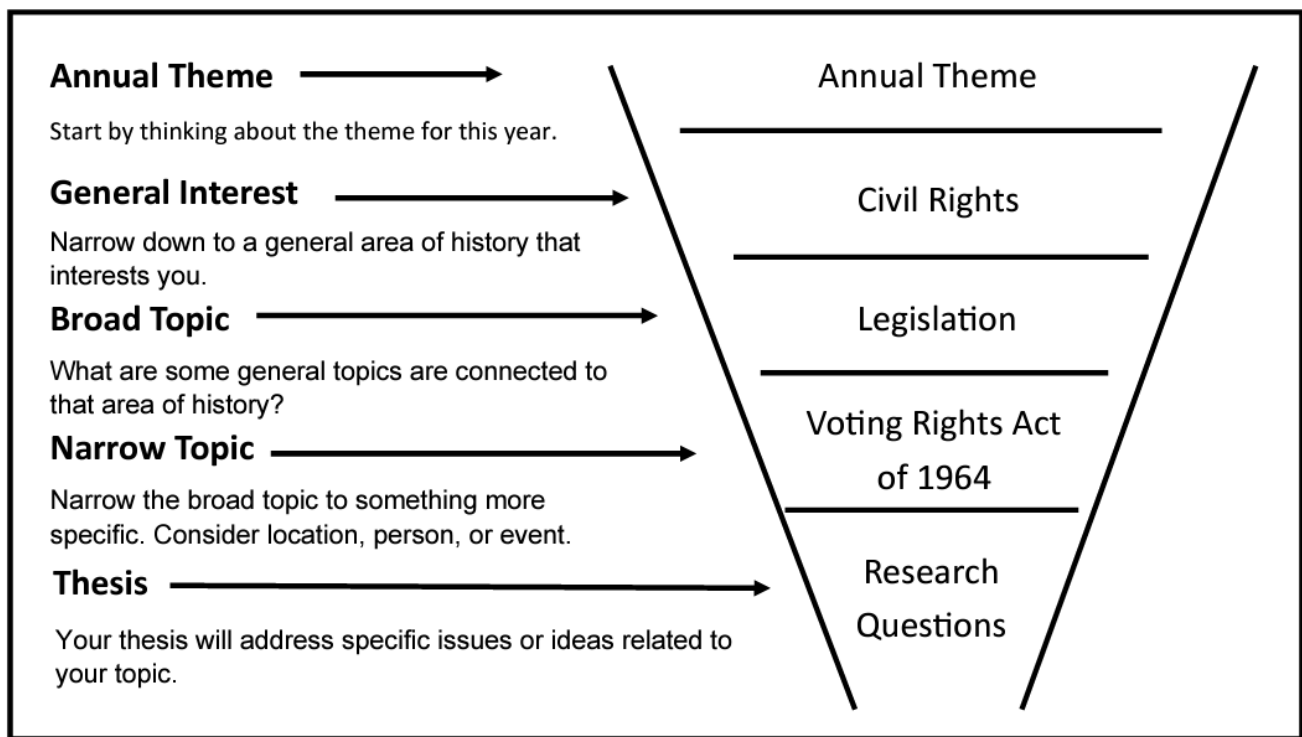 Annual Theme
Start by thinking about the theme for this year.
General Interest
Narrow down to a general area of history that
interests you.
Broad Topic
What are some general topics are connected to
that area of history?
Narrow Topic
Narrow the broad topic to something more
specific. Consider location, person, or event.
Thesis
Your thesis will address specific issues or ideas related to
your topic.
Annual Theme
Civil Rights
Legislation
Voting Rights Act
of 1964
Research
Questions